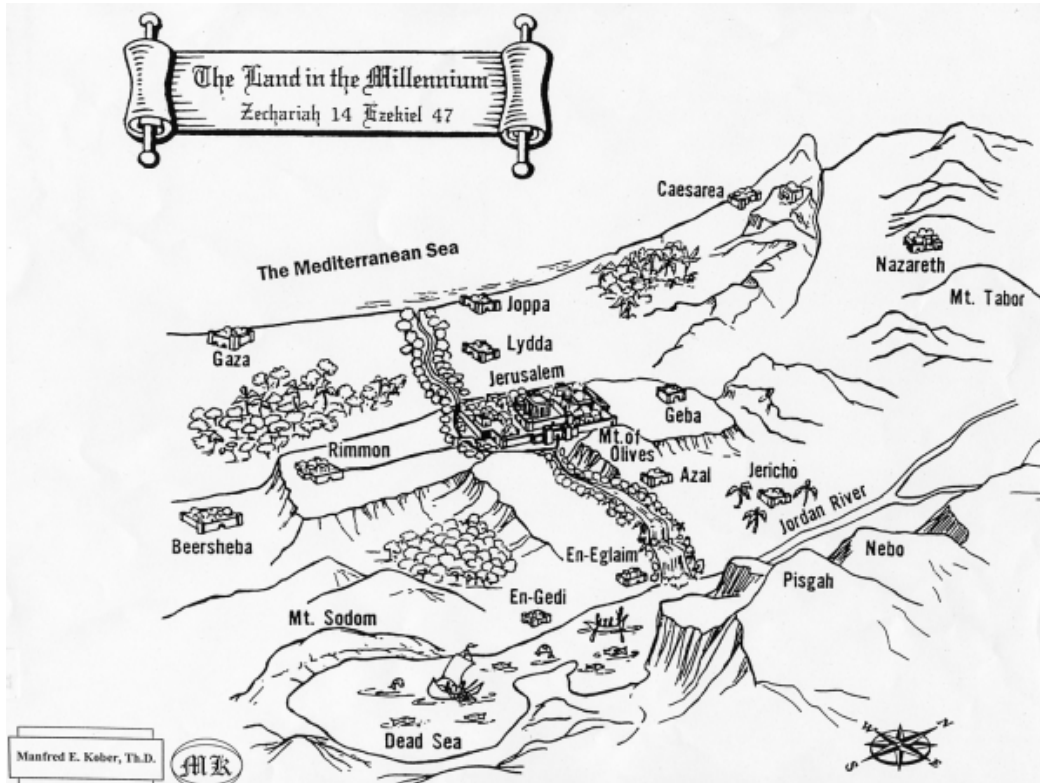 The Land in the Millennium
Zechariah 14 Ezekiel 47
Caesarea
Nazareth
The Mediterranean Sea
Mt. Tabor
Joppa
Gaza
Lydda
Jerusalem
Geba
Mt. of
Olives
Rimmon
Azal
Jericho
Jordan River
Beersheba
En-Eglaim
Nebo
Pisgah
En-Gedi
Mt. Sodom
Dead Sea
W N
S E
Manfred E. Kober, Th.D.
MK